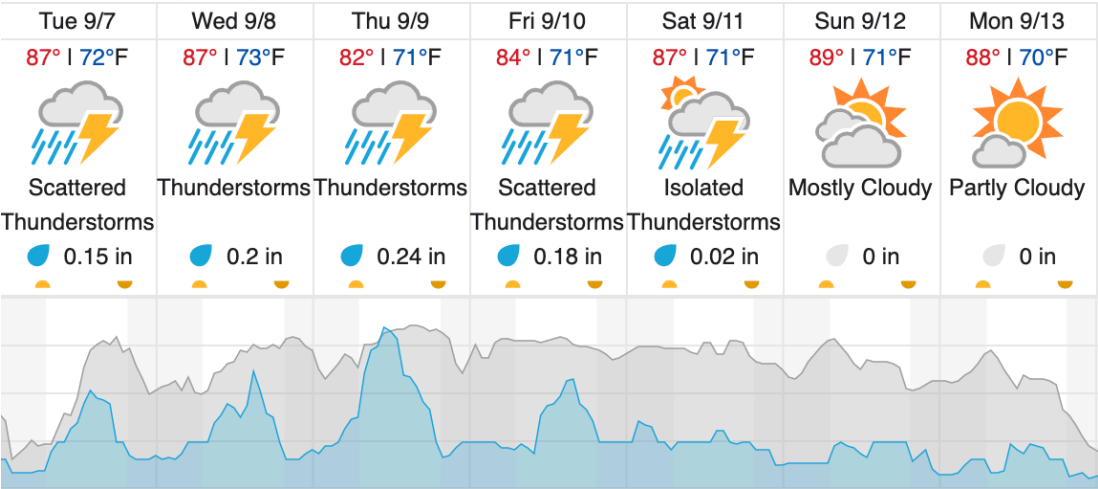 Tue 9/7 Wed 9/8 Thu 9/9 Fri 9/10 Sat 9/11 Sun 9/12 Mon 9/13
87° | 72°F 87° | 73°F 82° | 71°F 84° | 71°F 87° | 71°F 89° | 71°F 88° | 70°F
Scattered Thunderstorms Thunderstorms Scattered Isolated Mostly Cloudy Partly Cloudy
Thunderstorms Thunderstorms Thunderstorms
0.15 in 0.2 in 0.24 in 0.18 in 0.02 in 0 in 0 in